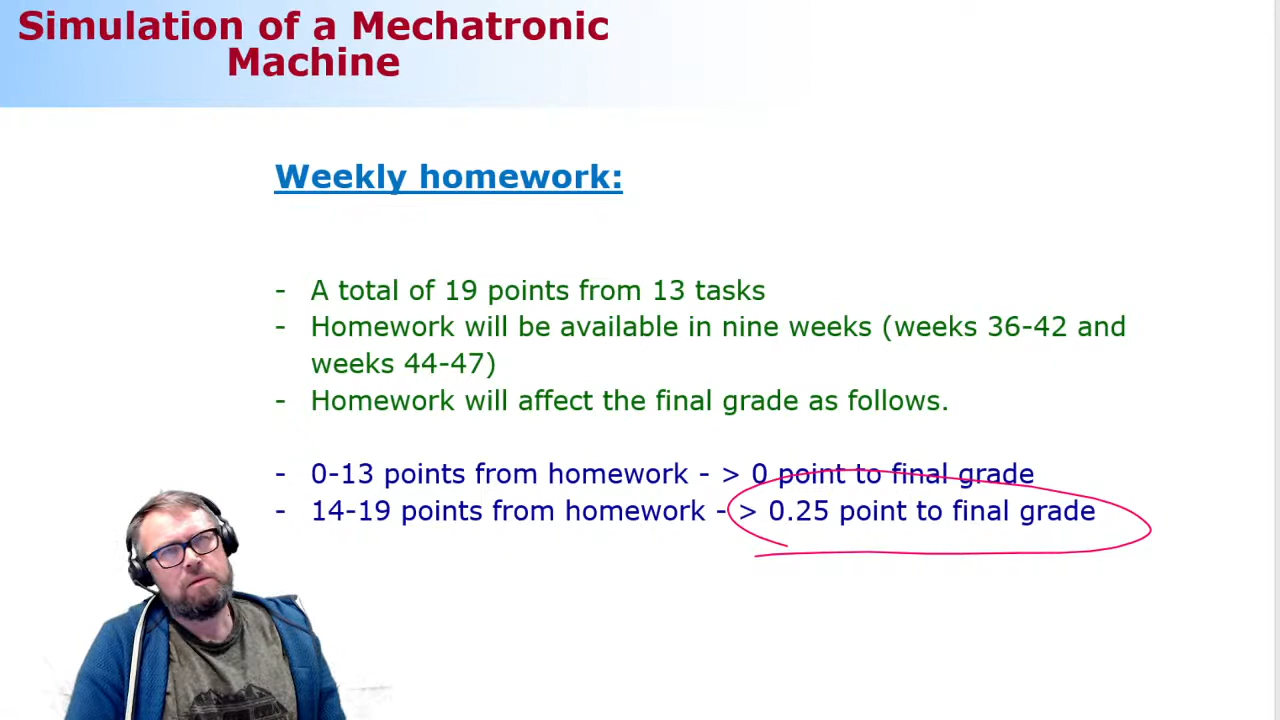 Simulation of a Mechatronic
Machine
Weekly homework:
- A total of 19 points from 13 tasks
- Homework will be available in nine weeks (weeks 36-42 and
weeks 44-47)
- Homework will affect the final grade as follows.
- 0-13 points from homework - > 0 point to final grade
- 14-19 points from homework - > 0.25 point to final grade